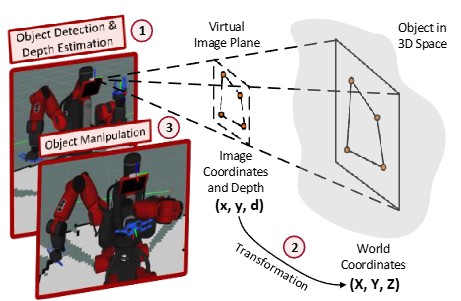 Object Detection &
Depth Estimation
1
Virtual
Image Plane
Object in
3D Space
3
Object Manipulation
Image
Coordinates
and Depth
(x, y, d)
2
Transformation
World
Coordinates
(X, Y, Z)